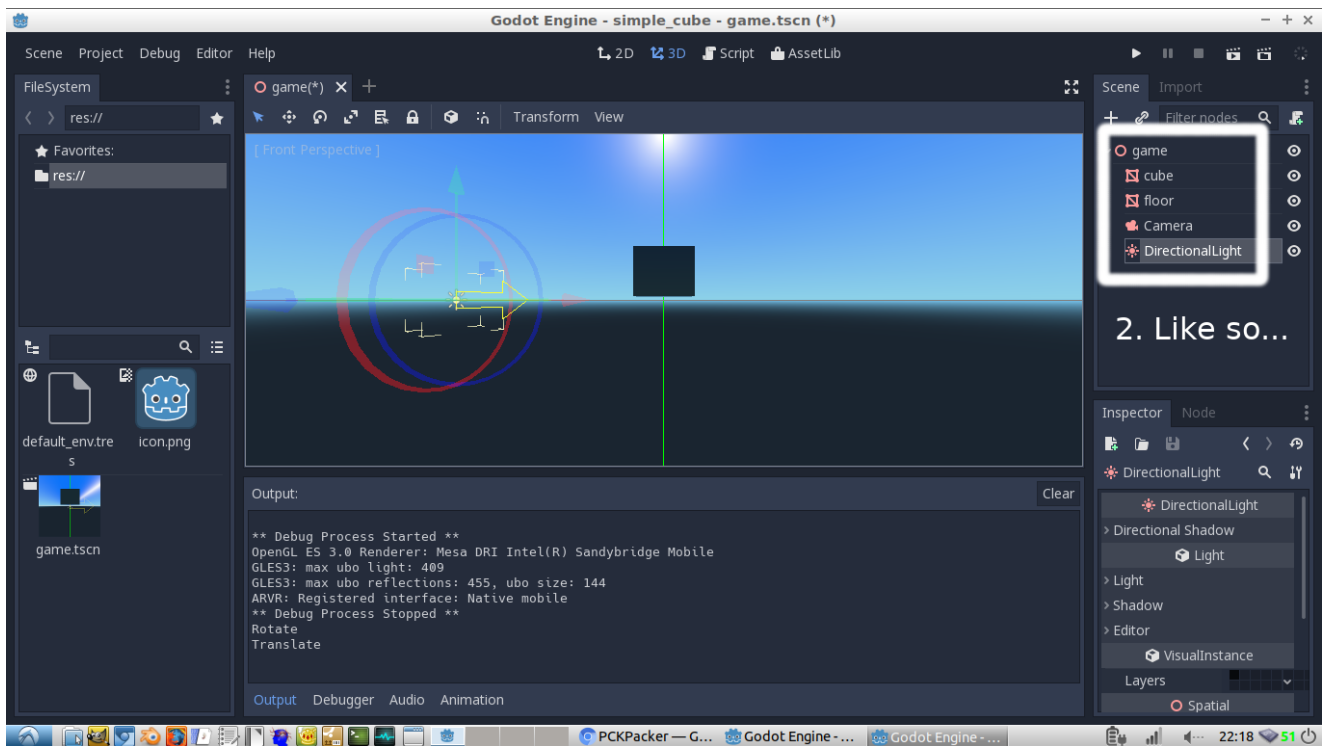 Godot Engine - simple_cube - game.tscn (*)
Scene Project Debug Editor Help
2D 3D Script AssetLib
FileSystem
game(*)
Scene Import
res://
Transform View
Filter nodes
Favorites:
res://
[ Front Perspective ]
game
cube
floor
Camera
DirectionalLight
2. Like so...
default_env.tre
s
icon.png
game.tscn
Output:
Clear
** Debug Process Started **
OpenGL ES 3.0 Renderer: Mesa DRI Intel(R) Sandybridge Mobile
GLES3: max ubo light: 409
GLES3: max ubo reflections: 455, ubo size: 144
ARVR: Registered interface: Native mobile
** Debug Process Stopped **
Rotate
Translate
Output Debugger Audio Animation
Inspector Node
DirectionalLight
DirectionalLight
Directional Shadow
Light
Light
Shadow
Editor
VisualInstance
Layers
Spatial
PCKPacker — G... Godot Engine - ... Godot Engine - ...
22:18 51